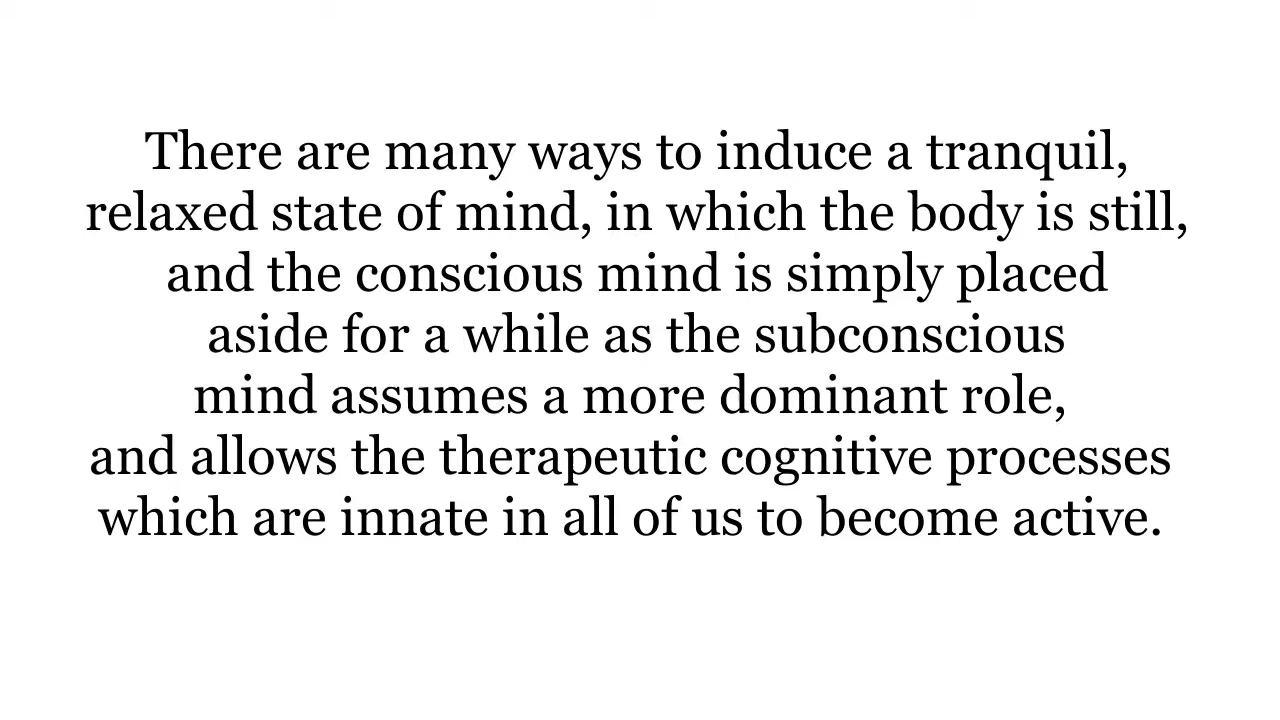 There are many ways to induce a tranquil,
relaxed state of mind, in which the body is still,
and the conscious mind is simply placed
aside for a while as the subconscious
mind assumes a more dominant role,
and allows the therapeutic cognitive processes
which are innate in all of us to become active.